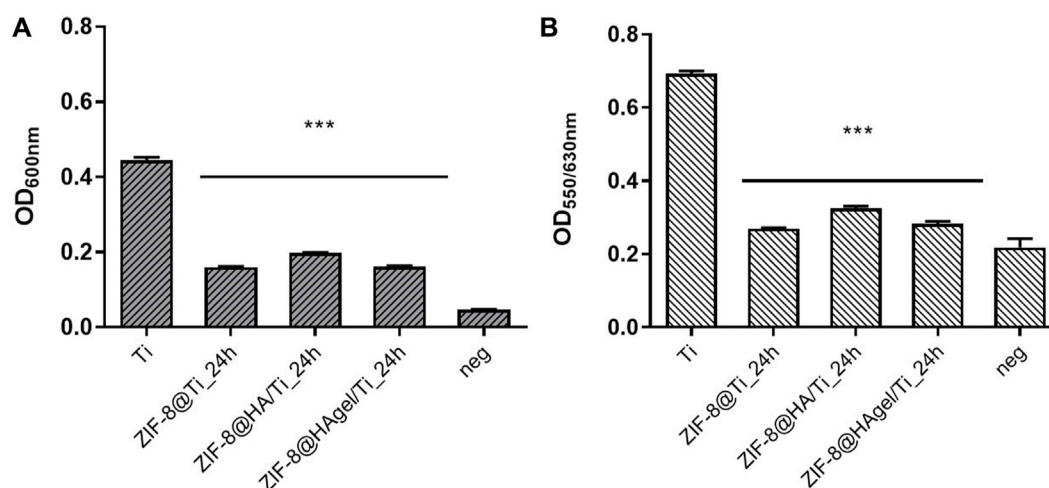 A
OD600nm
0.8
0.6
0.4
0.2
0.0
***
Ti
ZIF-8@Ti_24h
ZIF-8@HA/Ti_24h
ZIF-8@HAgel/Ti_24h
neg
B
OD550/630nm
0.8
0.6
0.4
0.2
0.0
***
Ti
ZIF-8@Ti_24h
ZIF-8@HA/Ti_24h
ZIF-8@HAgel/Ti_24h
neg